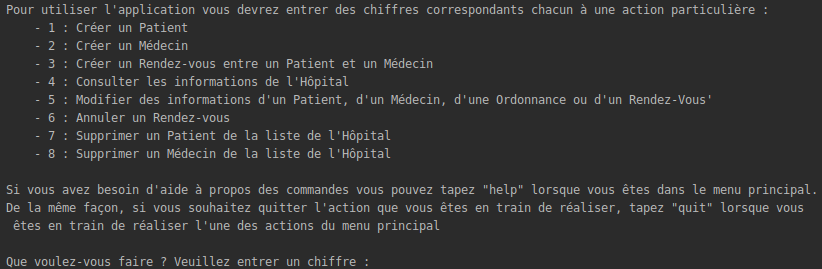 Pour utiliser l'application vous devrez entrer des chiffres correspondants chacun à une action particulière :
- 1 : Créer un Patient
- 2 : Créer un Médecin
- 3 : Créer un Rendez-vous entre un Patient et un Médecin
- 4 : Consulter les informations de l'Hôpital
- 5 : Modifier des informations d'un Patient, d'un Médecin, d'une Ordonnance ou d'un Rendez-Vous'
- 6 : Annuler un Rendez-vous
- 7 : Supprimer un Patient de la liste de l'Hôpital
- 8 : Supprimer un Médecin de la liste de l'Hôpital
Si vous avez besoin d'aide à propos des commandes vous pouvez tapez "help" lorsque vous êtes dans le menu principal.
De la même façon, si vous souhaitez quitter l'action que vous êtes en train de réaliser, tapez "quit" lorsque vous
êtes en train de réaliser l'une des actions du menu principal
Que voulez-vous faire ? Veuillez entrer un chiffre :